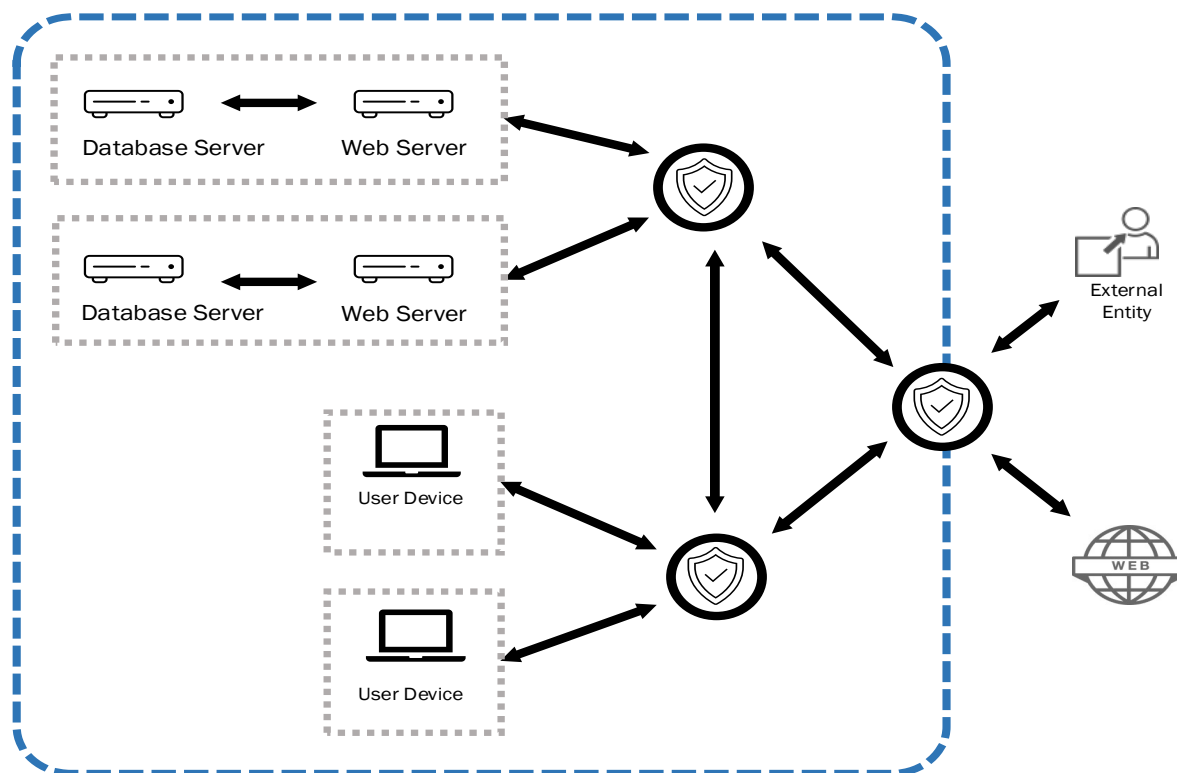 Database Server
Web Server
Database Server
Web Server
External
Entity
User Device
WEB
User Device